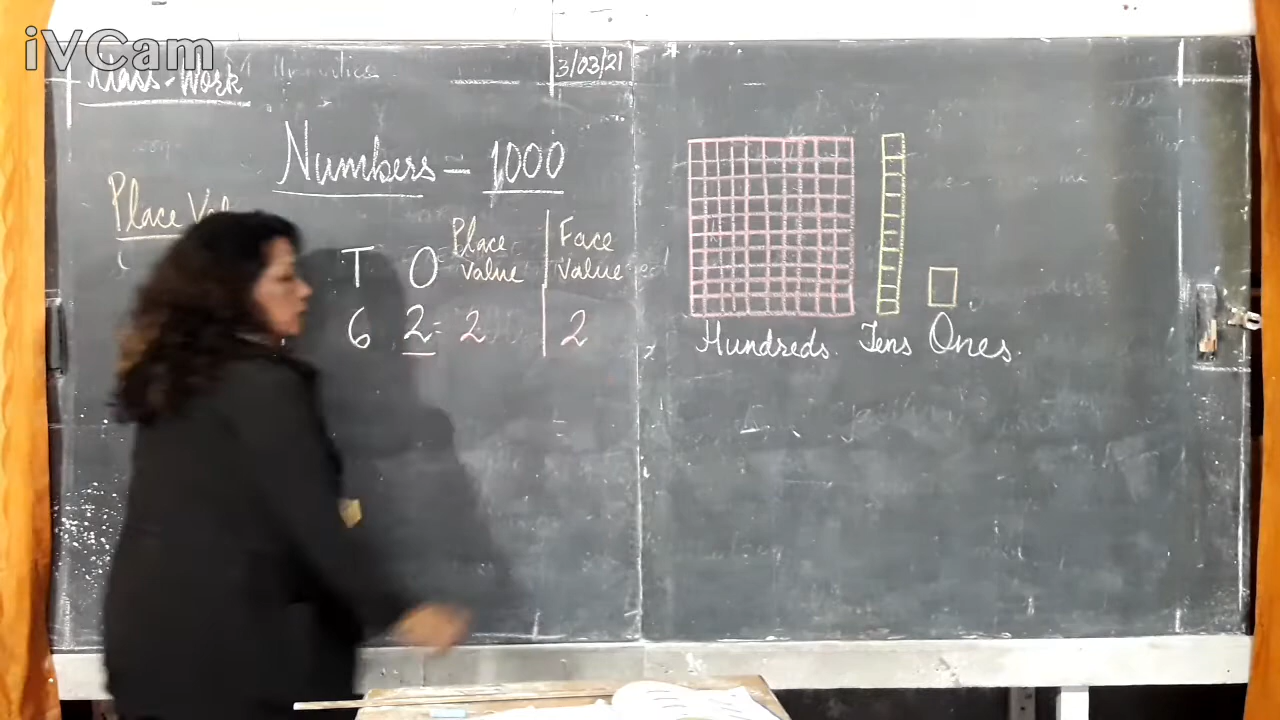 iVCam
Class-Work
3/03/21
Numbers = 1000
Place
T O Place Value | Face Value
6 2 = 2 | 2
Hundreds. Tens Ones.